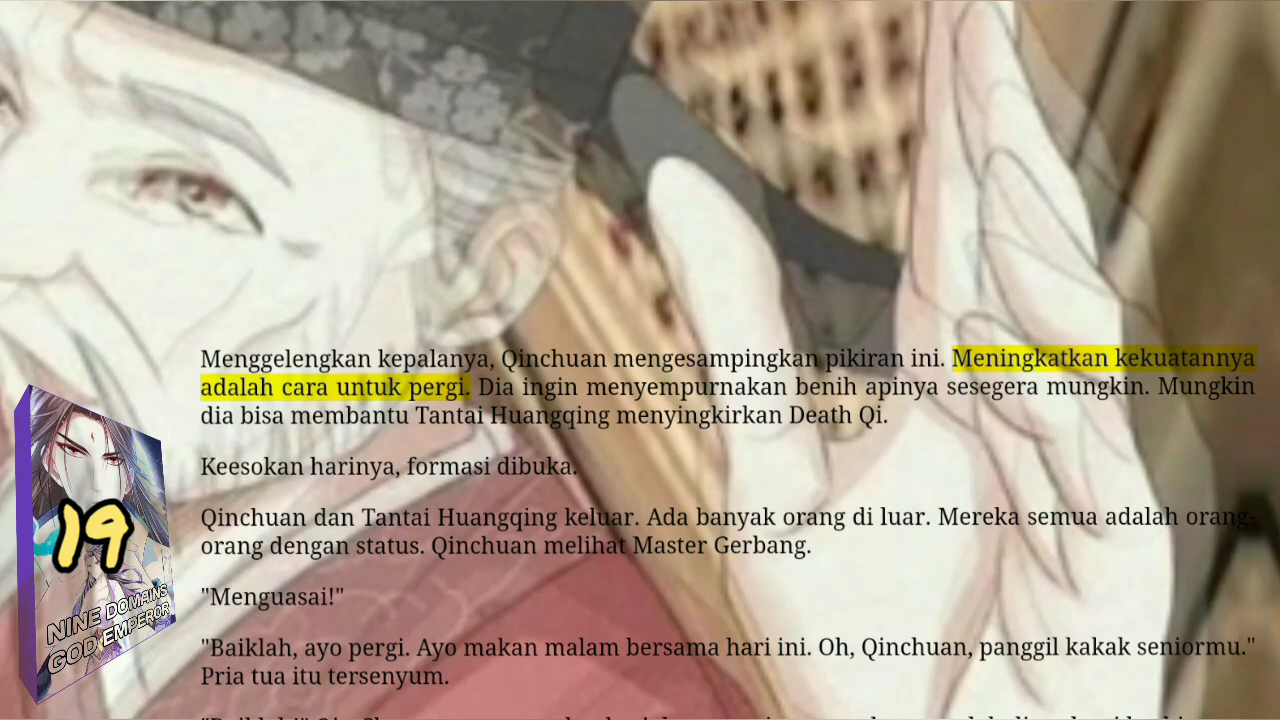 Menggelengkan kepalanya, Qinchuan mengesampingkan pikiran ini. Meningkatkan kekuatannya
adalah cara untuk pergi. Dia ingin menyempurnakan benih apinya sesegera mungkin. Mungkin
dia bisa membantu Tantai Huangqing menyingkirkan Death Qi.
Keesokan harinya, formasi dibuka.
Qinchuan dan Tantai Huangqing keluar. Ada banyak orang di luar. Mereka semua adalah orang-
orang dengan status. Qinchuan melihat Master Gerbang.
"Menguasai!"
"Baiklah, ayo pergi. Ayo makan malam bersama hari ini. Oh, Qinchuan, panggil kakak seniormu."
Pria tua itu tersenyum.
19
NINE DOMAINS
GOD EMPEROR